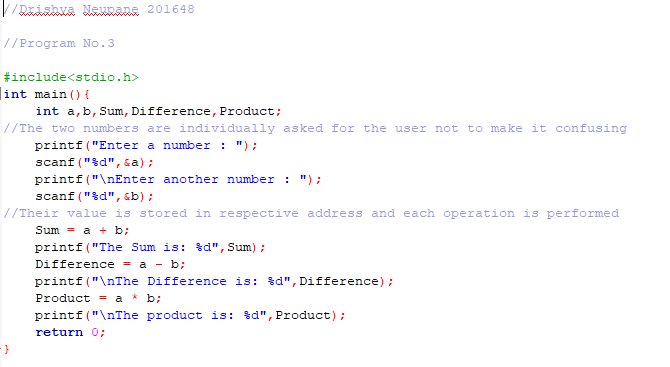 //Drishya Neupane 201648
//Program No.3
#include<stdio.h>
int main(){
int a,b,Sum,Difference,Product;
//The two numbers are individually asked for the user not to make it confusing
printf("Enter a number : ");
scanf("%d",&a);
printf("\nEnter another number : ");
scanf("%d",&b);
//Their value is stored in respective address and each operation is performed
Sum = a + b;
printf("The Sum is: %d",Sum);
Difference = a - b;
printf("\nThe Difference is: %d",Difference);
Product = a * b;
printf("\nThe product is: %d",Product);
return 0;
}